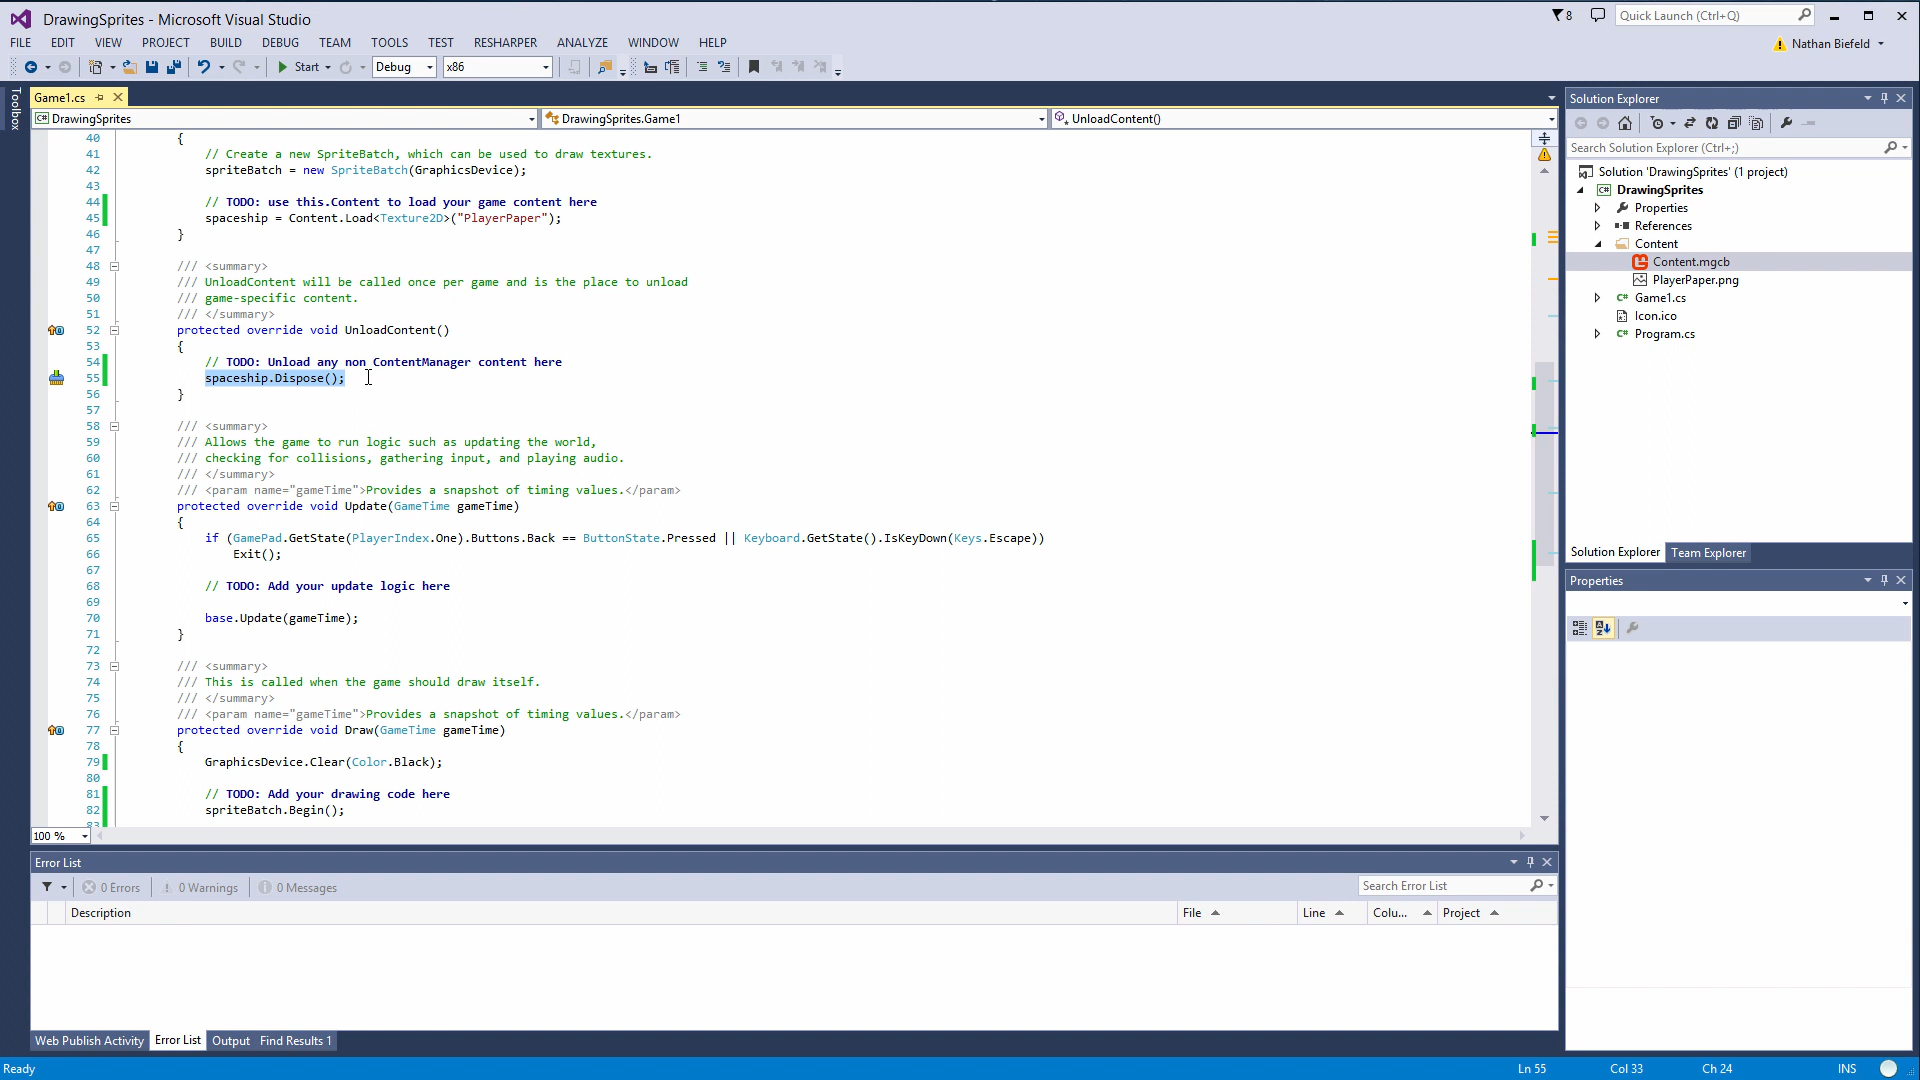 DrawingSprites - Microsoft Visual Studio
8
Quick Launch (Ctrl+Q)
FILE EDIT VIEW PROJECT BUILD DEBUG TEAM TOOLS TEST RESHARPER ANALYZE WINDOW HELP
Nathan Biefeld
Start Debug x86
Toolbox
Game1.cs
DrawingSprites DrawingSprites.Game1 UnloadContent()
40 {
41 // Create a new SpriteBatch, which can be used to draw textures.
42 spriteBatch = new SpriteBatch(GraphicsDevice);
43
44 // TODO: use this.Content to load your game content here
45 spaceship = Content.Load<Texture2D>("PlayerPaper");
46 }
47
48 /// <summary>
49 /// UnloadContent will be called once per game and is the place to unload
50 /// game-specific content.
51 /// </summary>
52 protected override void UnloadContent()
53 {
54 // TODO: Unload any non ContentManager content here
55 spaceship.Dispose();
56 }
57
58 /// <summary>
59 /// Allows the game to run logic such as updating the world,
60 /// checking for collisions, gathering input, and playing audio.
61 /// </summary>
62 /// <param name="gameTime">Provides a snapshot of timing values.</param>
63 protected override void Update(GameTime gameTime)
64 {
65 if (GamePad.GetState(PlayerIndex.One).Buttons.Back == ButtonState.Pressed || Keyboard.GetState().IsKeyDown(Keys.Escape))
66 Exit();
67
68 // TODO: Add your update logic here
69
70 base.Update(gameTime);
71 }
72
73 /// <summary>
74 /// This is called when the game should draw itself.
75 /// </summary>
76 /// <param name="gameTime">Provides a snapshot of timing values.</param>
77 protected override void Draw(GameTime gameTime)
78 {
79 GraphicsDevice.Clear(Color.Black);
80
81 // TODO: Add your drawing code here
82 spriteBatch.Begin();
83
100 %
Error List
0 Errors 0 Warnings 0 Messages
Search Error List
Description File Line Colu... Project
Web Publish Activity Error List Output Find Results 1
Solution Explorer
Search Solution Explorer (Ctrl+;)
Solution 'DrawingSprites' (1 project)
DrawingSprites
Properties
References
Content
Content.mgcb
PlayerPaper.png
Game1.cs
Icon.ico
Program.cs
Solution Explorer Team Explorer
Properties
Ready Ln 55 Col 33 Ch 24 INS